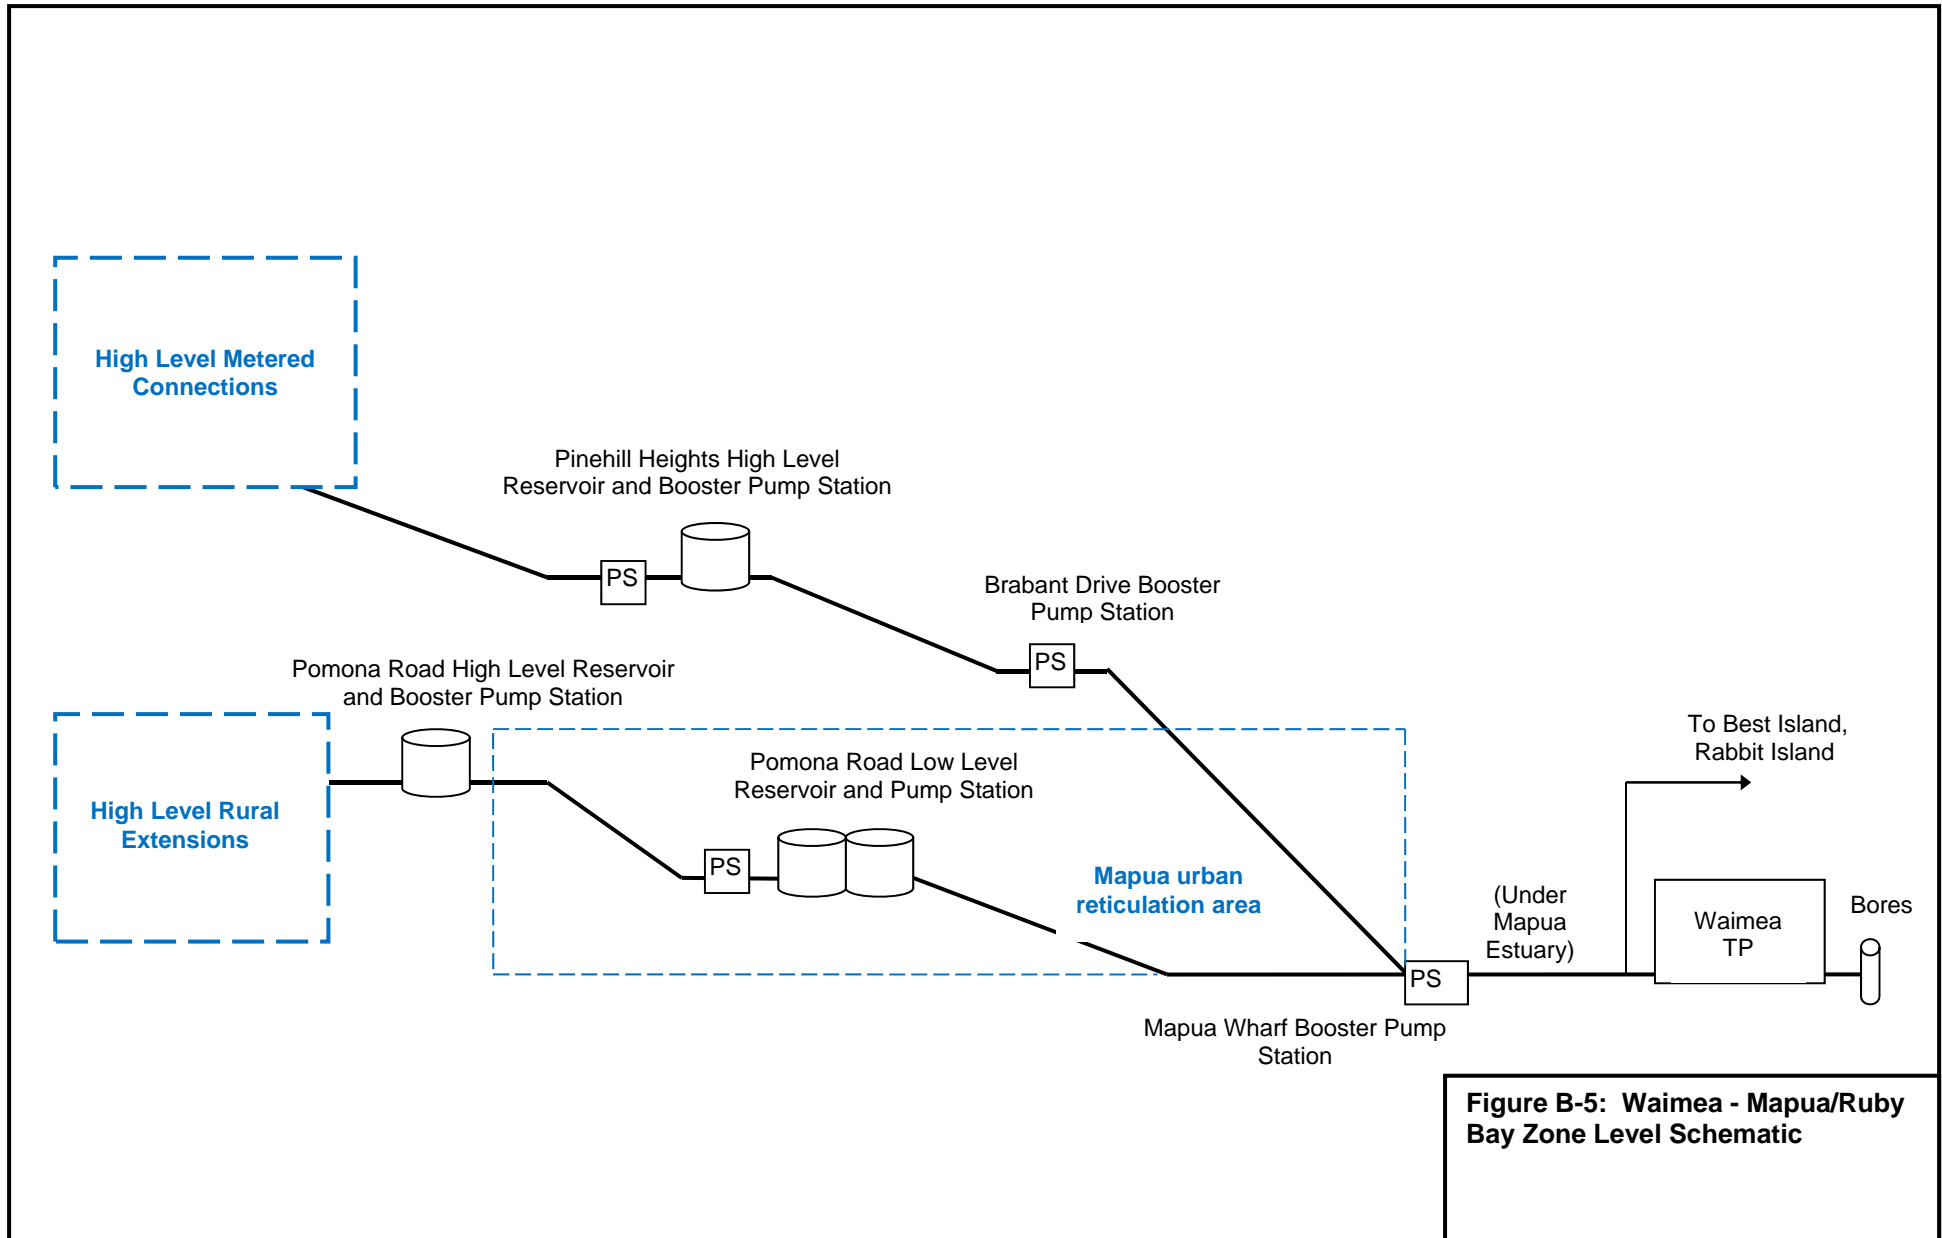 High Level Metered
Connections
Pinehill Heights High Level
Reservoir and Booster Pump Station
PS
Brabant Drive Booster
Pump Station
PS
Pomona Road High Level Reservoir
and Booster Pump Station
High Level Rural
Extensions
Pomona Road Low Level
Reservoir and Pump Station
PS
Mapua urban
reticulation area
To Best Island,
Rabbit Island
(Under
Mapua
Estuary)
Waimea
TP
Bores
PS
Mapua Wharf Booster Pump
Station
Figure B-5:  Waimea - Mapua/Ruby
Bay Zone Level Schematic